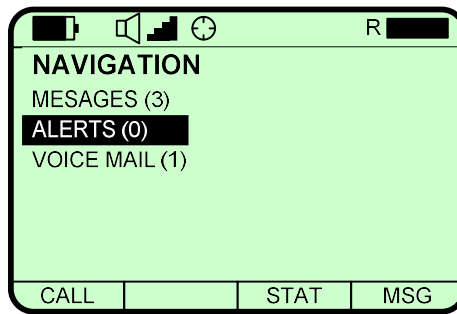 R
NAVIGATION
MESAGES (3)
ALERTS (0)
VOICE MAIL (1)
CALL STAT MSG